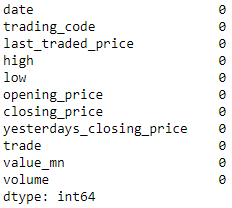 date 0
trading_code 0
last_traded_price 0
high 0
low 0
opening_price 0
closing_price 0
yesterdays_closing_price 0
trade 0
value_mn 0
volume 0
dtype: int64